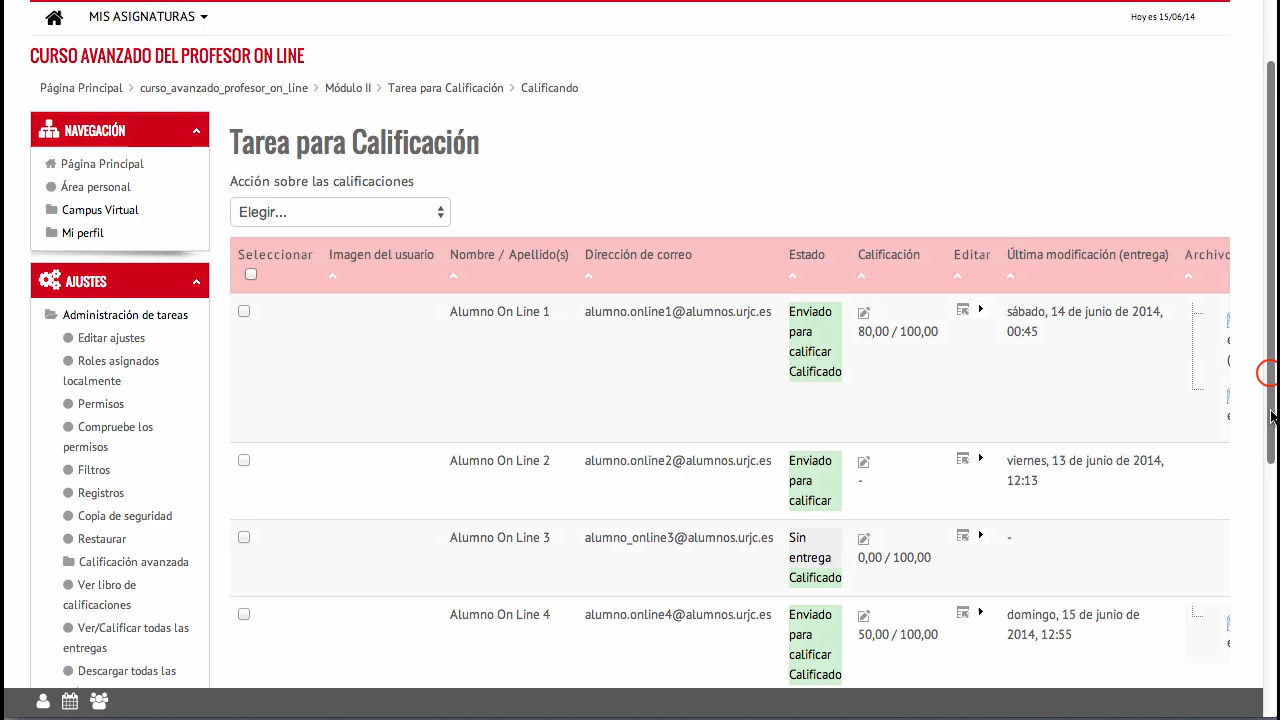 MIS ASIGNATURAS
Hoy es 15/06/14
CURSO AVANZADO DEL PROFESOR ON LINE
Página Principal > curso_avanzado_profesor_on_line > Módulo II > Tarea para Calificación > Calificando
NAVEGACIÓN
Página Principal
Área personal
Campus Virtual
Mi perfil
AJUSTES
Administración de tareas
Editar ajustes
Roles asignados
localmente
Permisos
Compruebe los
permisos
Filtros
Registros
Copia de seguridad
Restaurar
Calificación avanzada
Ver libro de
calificaciones
Ver/Calificar todas las
entregas
Descargar todas las
Tarea para Calificación
Acción sobre las calificaciones
Elegir...
Seleccionar Imagen del usuario Nombre / Apellido(s) Dirección de correo Estado Calificación Editar Última modificación (entrega) Archivo
Alumno On Line 1 alumno.online1@alumnos.urjc.es Enviado sábado, 14 de junio de 2014,
para 80,00 / 100,00 00:45
calificar
Calificado
Alumno On Line 2 alumno.online2@alumnos.urjc.es Enviado viernes, 13 de junio de 2014,
para - 12:13
calificar
Alumno On Line 3 alumno_online3@alumnos.urjc.es Sin -
entrega 0,00 / 100,00
Calificado
Alumno On Line 4 alumno.online4@alumnos.urjc.es Enviado domingo, 15 de junio de
para 50,00 / 100,00 2014, 12:55
calificar
Calificado